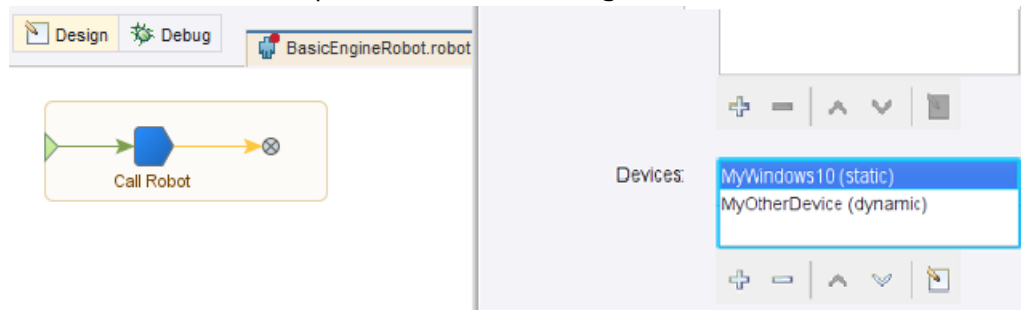 Design
Debug
BasicEngineRobot.robot
Call Robot
Devices:
MyWindows10 (static)
MyOtherDevice (dynamic)